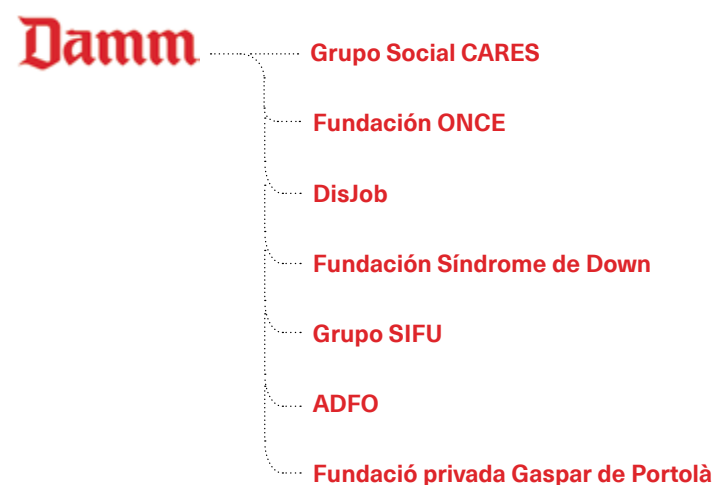 Damm
Grupo Social CARES
Fundación ONCE
DisJob
Fundación Síndrome de Down
Grupo SIFU
ADFO
Fundació privada Gaspar de Portolà